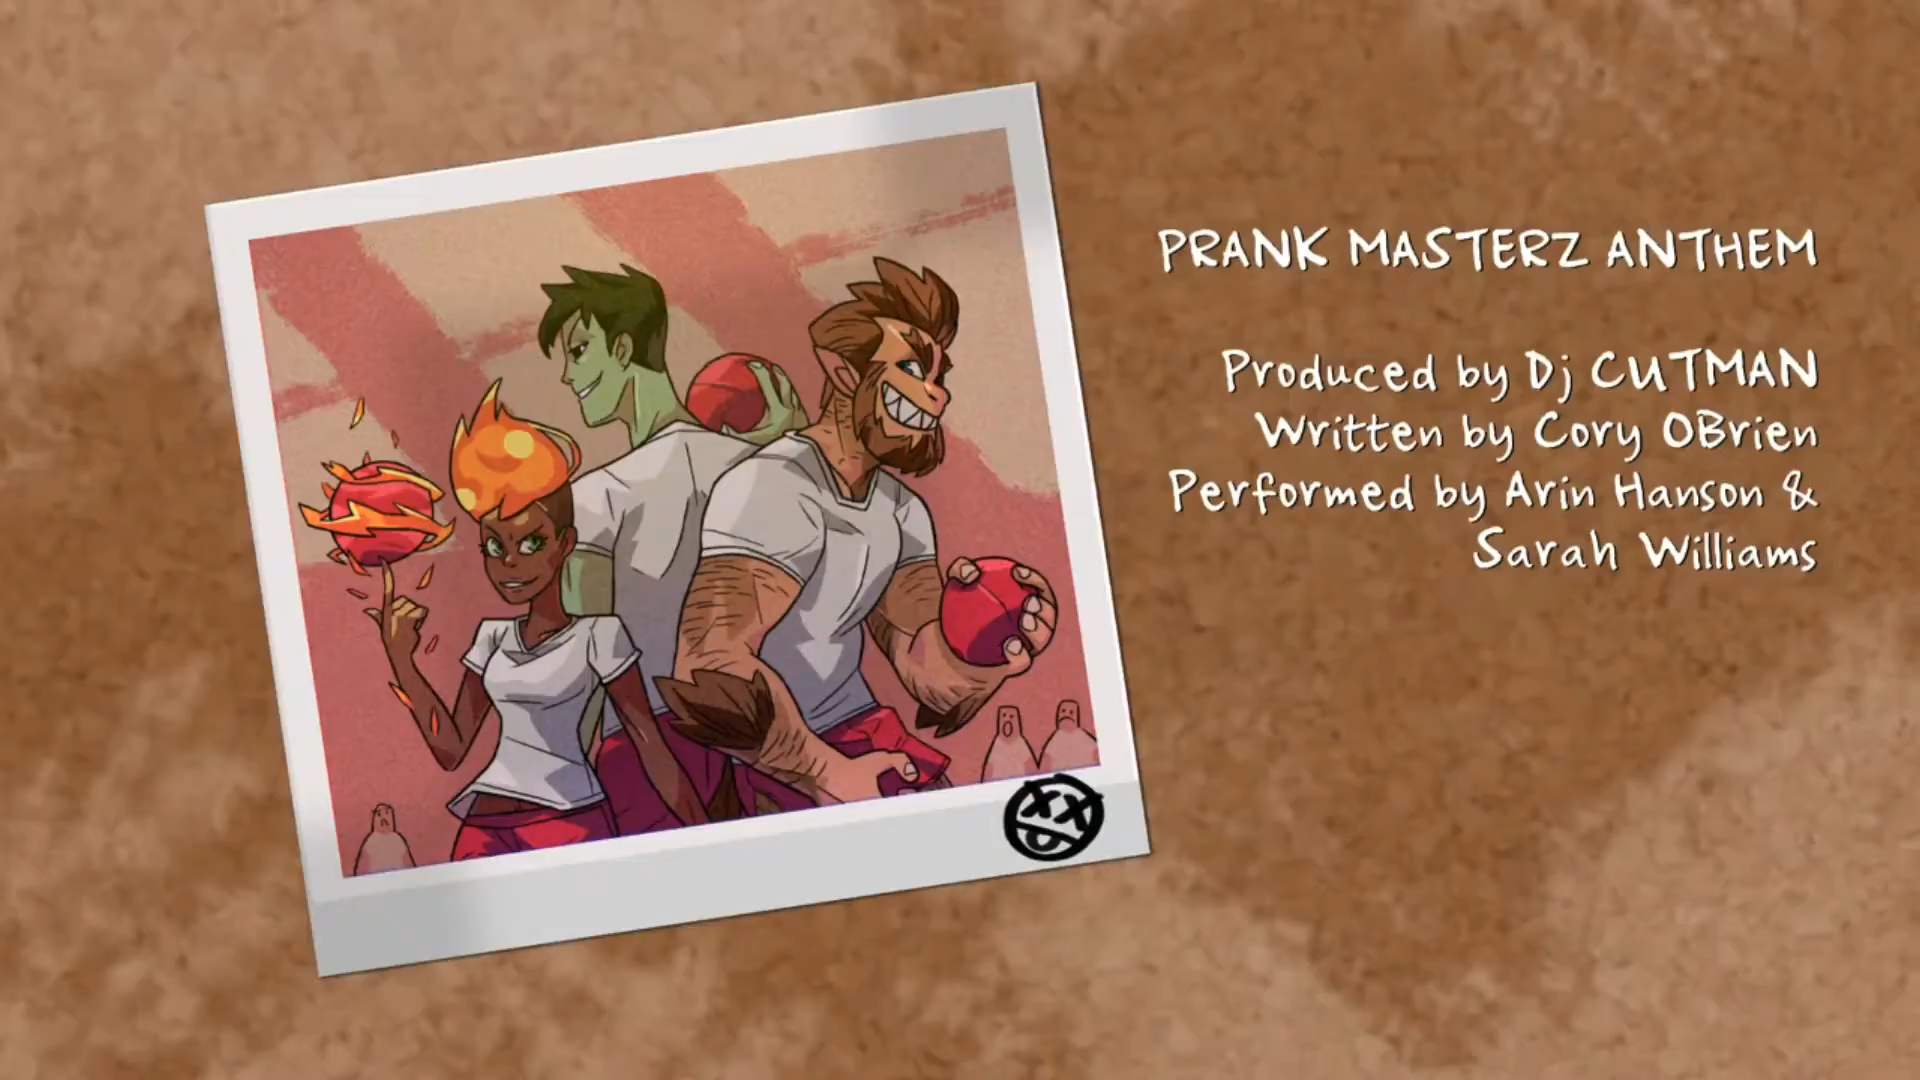 PRANK MASTERZ ANTHEM
Produced by Dj CUTMAN
Written by Cory OBrien
Performed by Arin Hanson &
Sarah Williams